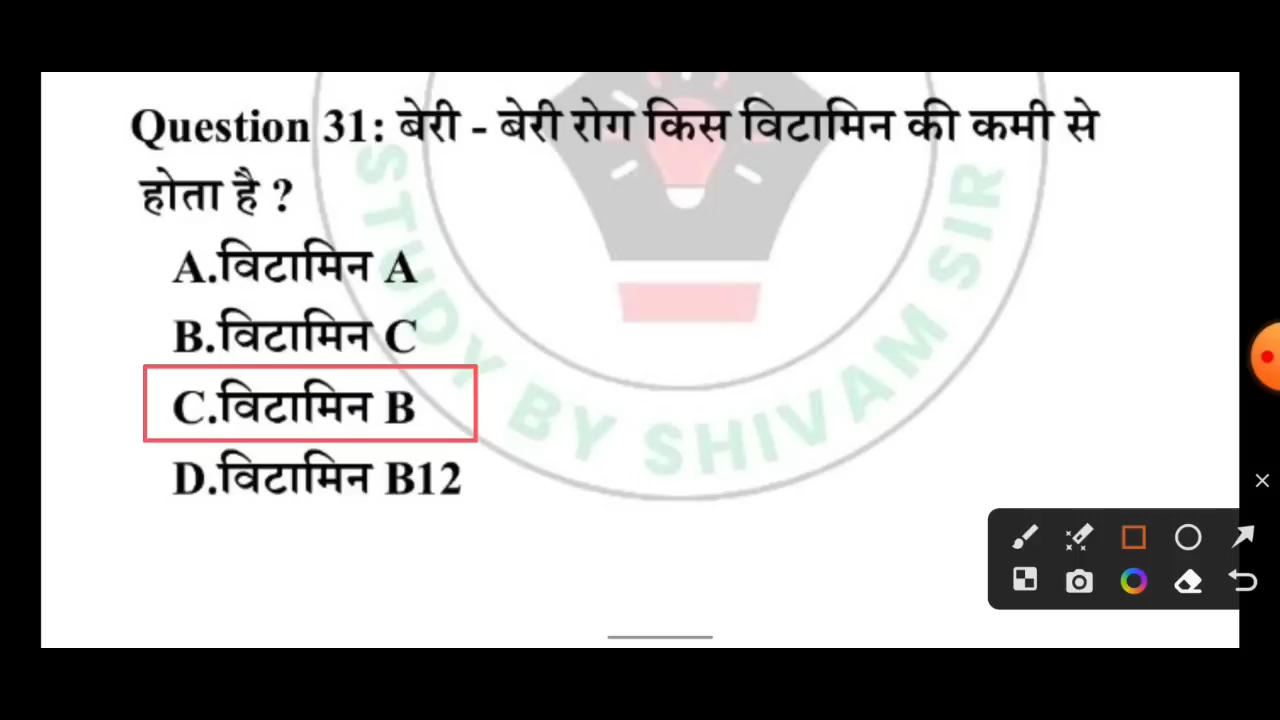 Question 31: बेरी - बेरी रोग किस विटामिन की कमी से
होता है ?
A.विटामिन A
B.विटामिन C
C.विटामिन B
D.विटामिन B12
STUDY BY SHIVAM SIR